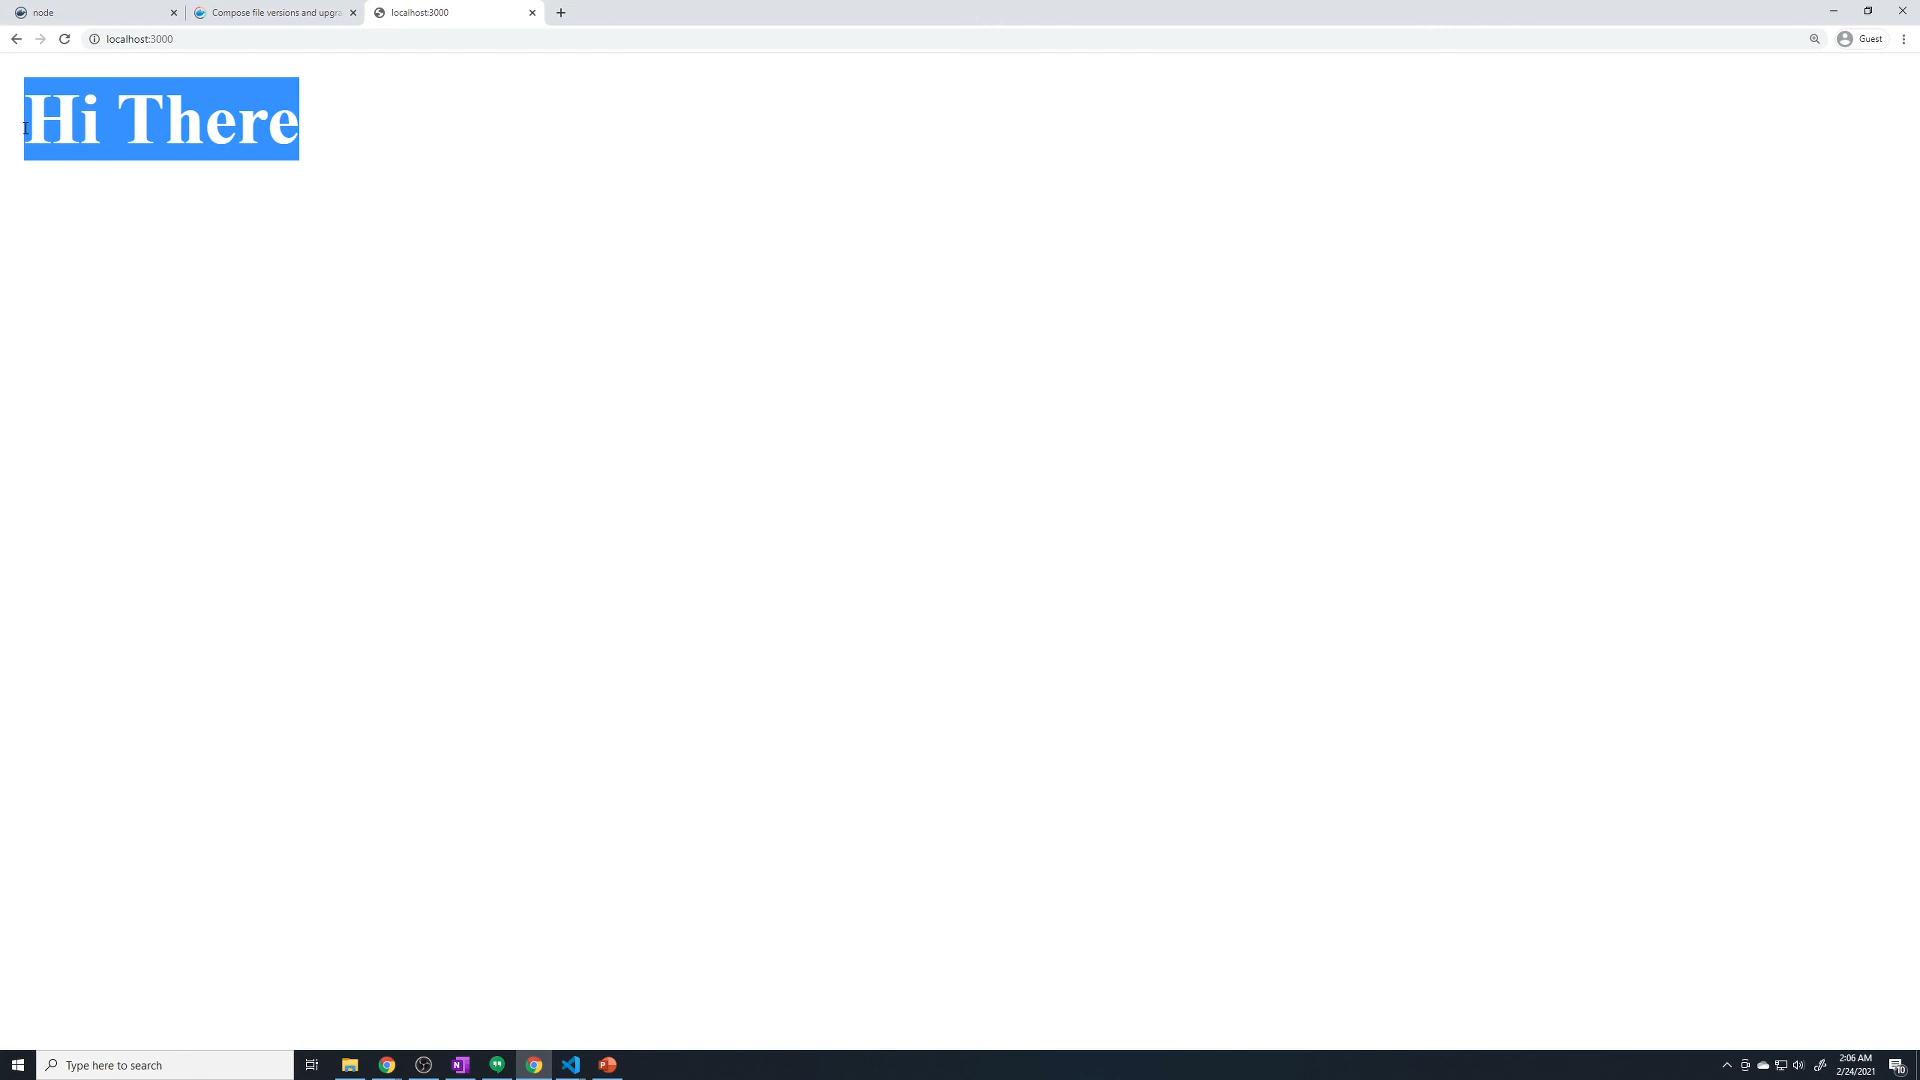 node
Compose file versions and upgra
localhost:3000
localhost:3000
Guest
Hi There
Type here to search
2:06 AM
2/24/2021
10